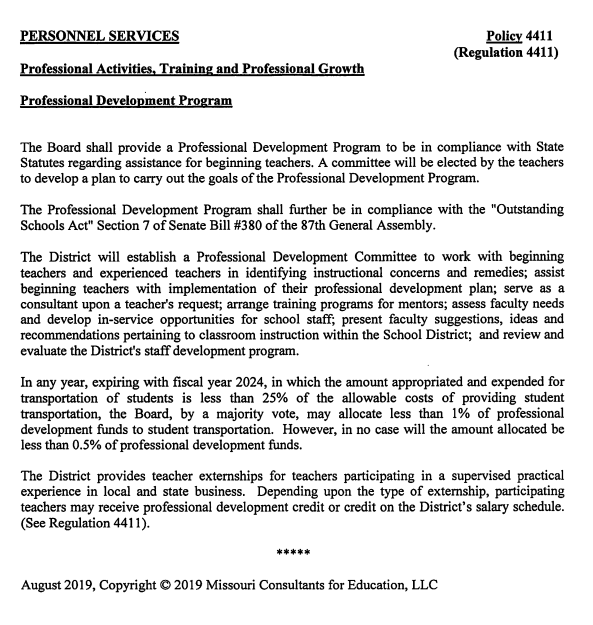 PERSONNEL SERVICES Policy 4411
(Regulation 4411)
Professional Activities, Training and Professional Growth
Professional Development Program
The Board shall provide a Professional Development Program to be in compliance with State
Statutes regarding assistance for beginning teachers. A committee will be elected by the teachers
to develop a plan to carry out the goals of the Professional Development Program.
The Professional Development Program shall further be in compliance with the "Outstanding
Schools Act" Section 7 of Senate Bill #380 of the 87th General Assembly.
The District will establish a Professional Development Committee to work with beginning
teachers and experienced teachers in identifying instructional concerns and remedies; assist
beginning teachers with implementation of their professional development plan; serve as a
consultant upon a teacher's request; arrange training programs for mentors; assess faculty needs
and develop in-service opportunities for school staff; present faculty suggestions, ideas and
recommendations pertaining to classroom instruction within the School District; and review and
evaluate the District's staff development program.
In any year, expiring with fiscal year 2024, in which the amount appropriated and expended for
transportation of students is less than 25% of the allowable costs of providing student
transportation, the Board, by a majority vote, may allocate less than 1% of professional
development funds to student transportation. However, in no case will the amount allocated be
less than 0.5% of professional development funds.
The District provides teacher externships for teachers participating in a supervised practical
experience in local and state business. Depending upon the type of externship, participating
teachers may receive professional development credit or credit on the District's salary schedule.
(See Regulation 4411).
*****
August 2019, Copyright © 2019 Missouri Consultants for Education, LLC